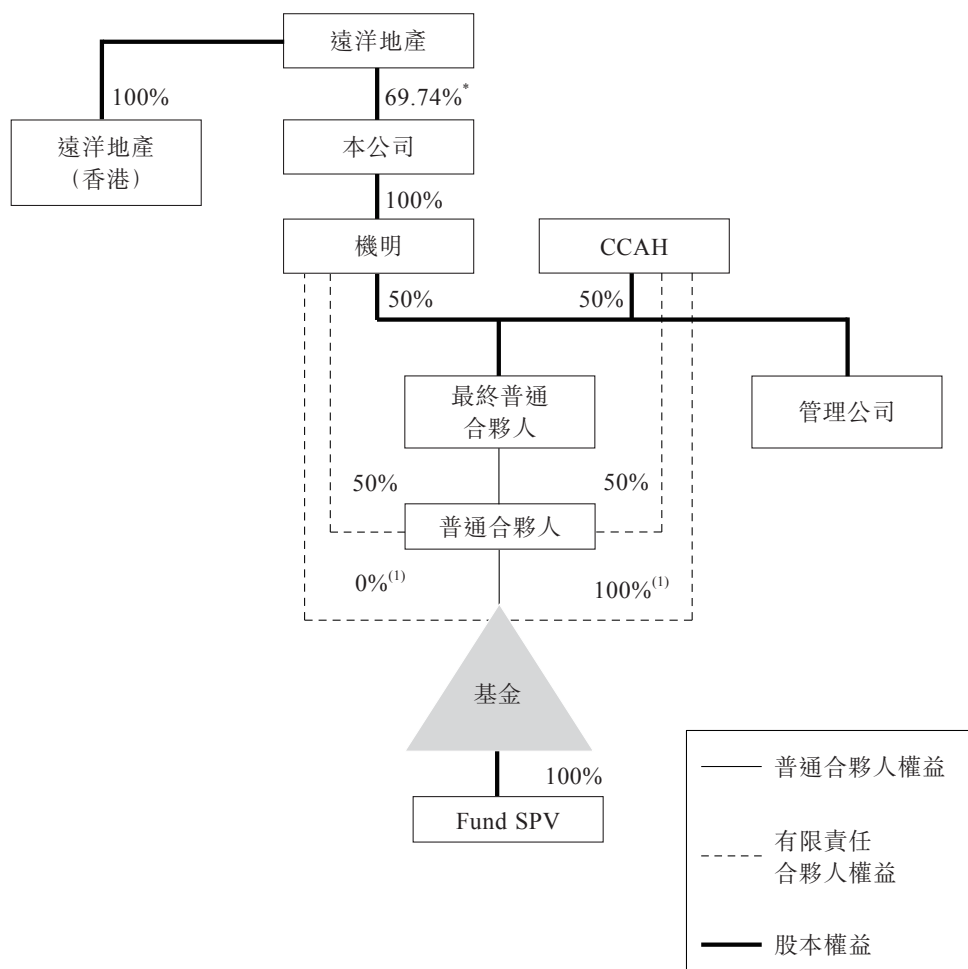 遠洋地產
100%
69.74%*
遠洋地產
（香港）
本公司
100%
機明
CCAH
50%
50%
最終普通
合夥人
管理公司
50%
50%
普通合夥人
0%(1)
100%(1)
基金
100%
Fund SPV
普通合夥人權益
有限責任
合夥人權益
股本權益